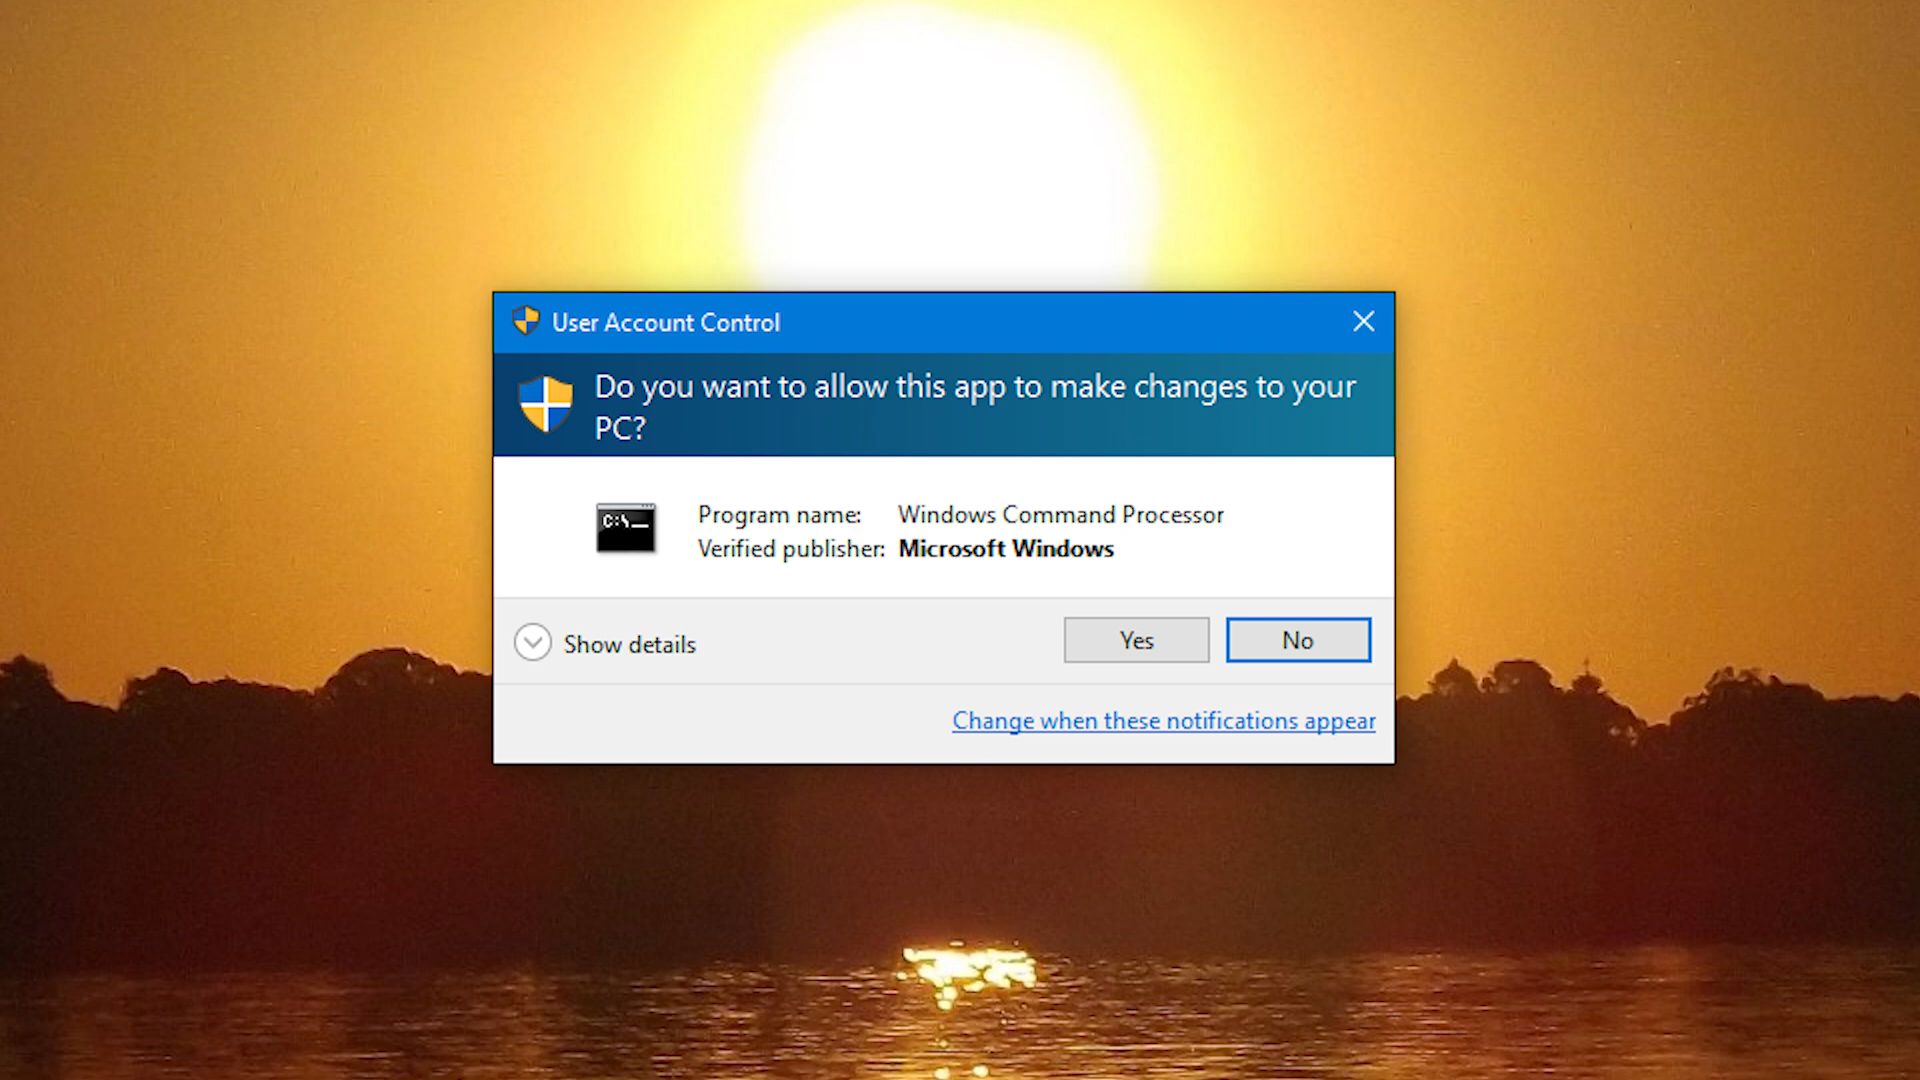 User Account Control
Do you want to allow this app to make changes to your
PC?
C:\_
Program name: Windows Command Processor
Verified publisher: Microsoft Windows
Show details
Yes
No
Change when these notifications appear